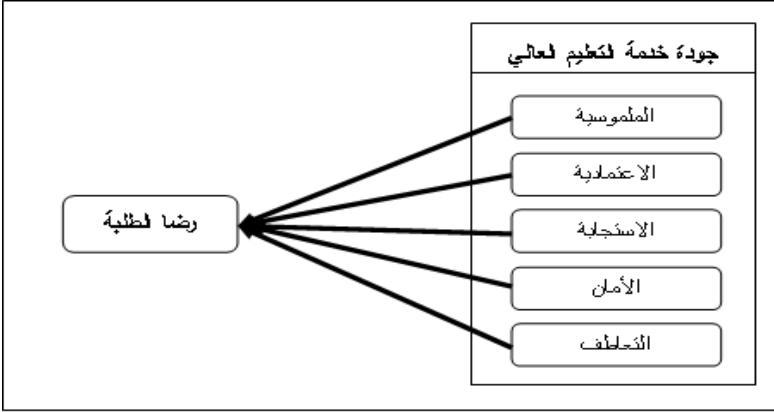 جودة خدمة التعليم العالي
الملموسية
الاعتمادية
رضا الطلبة
الاستجابة
الأمان
التعاطف